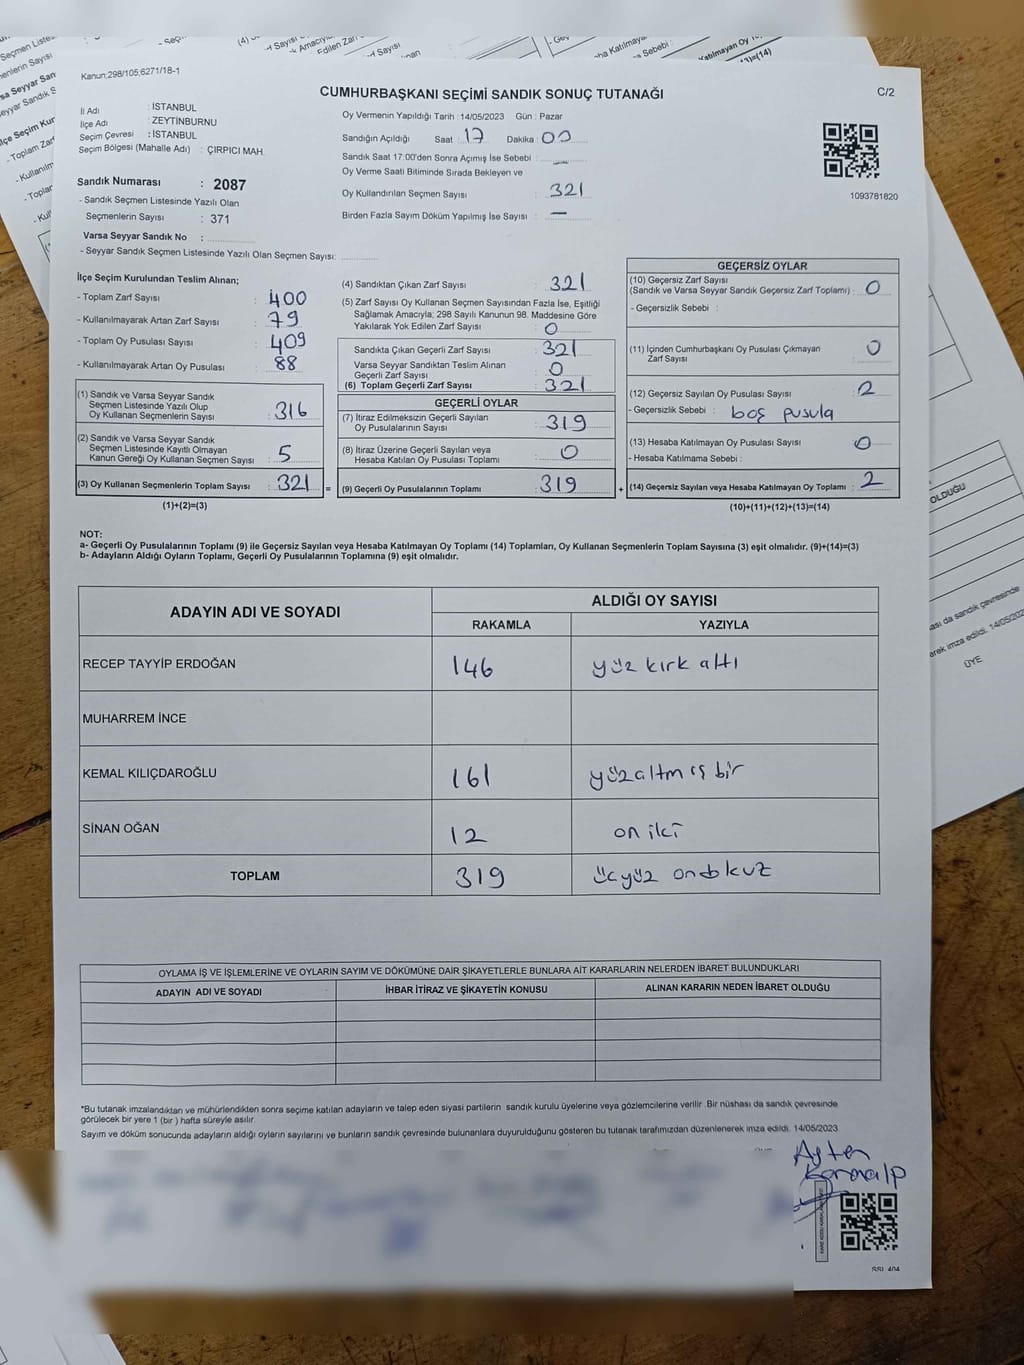 Kanun;298/105;6271/18-1
CUMHURBAŞKANI SEÇİMİ SANDIK SONUÇ TUTANAĞI
C/2
İl Adı : İSTANBUL
İlçe Adı : ZEYTİNBURNU
Seçim Çevresi : İSTANBUL
Seçim Bölgesi (Mahalle Adı) : ÇIRPICI MAH.
Oy Vermenin Yapıldığı Tarih : 14/05/2023 Gün : Pazar
Sandığın Açıldığı Saat : 17 Dakika : 00
Sandık Saat 17:00'den Sonra Açımış İse Sebebi : —
Oy Verme Saati Bitiminde Sırada Bekleyen ve
Oy Kullandırılan Seçmen Sayısı : 321
Birden Fazla Sayım Döküm Yapılmış İse Sayısı : —
1093781820
Sandık Numarası : 2087
- Sandık Seçmen Listesinde Yazılı Olan
Seçmenlerin Sayısı : 371
Varsa Seyyar Sandık No :
- Seyyar Sandık Seçmen Listesinde Yazılı Olan Seçmen Sayısı:
İlçe Seçim Kurulundan Teslim Alınan;
- Toplam Zarf Sayısı : 400
- Kullanılmayarak Artan Zarf Sayısı : 79
- Toplam Oy Pusulası Sayısı : 409
- Kullanılmayarak Artan Oy Pusulası : 88
(1) Sandık ve Varsa Seyyar Sandık
Seçmen Listesinde Yazılı Olup
Oy Kullanan Seçmenlerin Sayısı : 316
(2) Sandık ve Varsa Seyyar Sandık
Seçmen Listesinde Kayıtlı Olmayan
Kanun Gereği Oy Kullanan Seçmen Sayısı : 5
(3) Oy Kullanan Seçmenlerin Toplam Sayısı : 321
(1)+(2)=(3)
(4) Sandıktan Çıkan Zarf Sayısı : 321
(5) Zarf Sayısı Oy Kullanan Seçmen Sayısından Fazla İse, Eşitliği
Sağlamak Amacıyla; 298 Sayılı Kanunun 98. Maddesine Göre
Yakılarak Yok Edilen Zarf Sayısı : 0
Sandıkta Çıkan Geçerli Zarf Sayısı : 321
Varsa Seyyar Sandıktan Teslim Alınan
Geçerli Zarf Sayısı : 0
(6) Toplam Geçerli Zarf Sayısı : 321
GEÇERLİ OYLAR
(7) İtiraz Edilmeksizin Geçerli Sayılan
Oy Pusulalarının Sayısı : 319
(8) İtiraz Üzerine Geçerli Sayılan veya
Hesaba Katılan Oy Pusulası Toplamı : 0
= (9) Geçerli Oy Pusulalarının Toplamı : 319
GEÇERSİZ OYLAR
(10) Geçersiz Zarf Sayısı
(Sandık ve Varsa Seyyar Sandık Geçersiz Zarf Toplamı) : 0
- Geçersizlik Sebebi :
(11) İçinden Cumhurbaşkanı Oy Pusulası Çıkmayan
Zarf Sayısı : 0
(12) Geçersiz Sayılan Oy Pusulası Sayısı : 2
- Geçersizlik Sebebi : boş pusula
(13) Hesaba Katılmayan Oy Pusulası Sayısı : 0
- Hesaba Katılmama Sebebi :
+ (14) Geçersiz Sayılan veya Hesaba Katılmayan Oy Toplamı : 2
(10)+(11)+(12)+(13)=(14)
NOT:
a- Geçerli Oy Pusulalarının Toplamı (9) ile Geçersiz Sayılan veya Hesaba Katılmayan Oy Toplamı (14) Toplamları, Oy Kullanan Seçmenlerin Toplam Sayısına (3) eşit olmalıdır. (9)+(14)=(3)
b- Adayların Aldığı Oyların Toplamı, Geçerli Oy Pusulalarının Toplamına (9) eşit olmalıdır.
ADAYIN ADI VE SOYADI
ALDIĞI OY SAYISI
RAKAMLA YAZIYLA
RECEP TAYYİP ERDOĞAN 146 yüz kırk altı
MUHARREM İNCE
KEMAL KILIÇDAROĞLU 161 yüzaltmış bir
SİNAN OĞAN 12 on iki
TOPLAM 319 üçyüz ondokuz
OYLAMA İŞ VE İŞLEMLERİNE VE OYLARIN SAYIM VE DÖKÜMÜNE DAİR ŞİKAYETLERLE BUNLARA AİT KARARLARIN NELERDEN İBARET BULUNDUKLARI
ADAYIN ADI VE SOYADI İHBAR İTİRAZ VE ŞİKAYETİN KONUSU ALINAN KARARIN NEDEN İBARET OLDUĞU
*Bu tutanak imzalandıktan ve mühürlendikten sonra seçime katılan adayların ve talep eden siyasi partilerin sandık kurulu üyelerine veya gözlemcilerine verilir .Bir nüshası da sandık çevresinde
görülecek bir yere 1 (bir ) hafta süreyle asılır.
Sayım ve döküm sonucunda adayların aldığı oyların sayılarını ve bunların sandık çevresinde bulunanlara duyurulduğunu gösteren bu tutanak tarafımızdan düzenlenerek imza edildi. 14/05/2023
Ayten
OLDUĞU
ÜYE